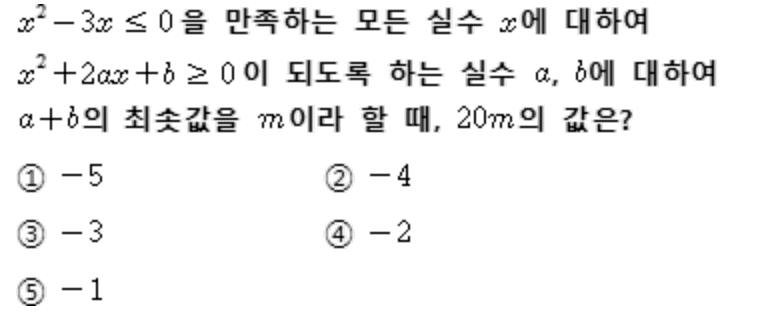 x²-3x ≤ 0을 만족하는 모든 실수 x에 대하여
x²+2ax+b ≥ 0이 되도록 하는 실수 a, b에 대하여
a+b의 최솟값을 m이라 할 때, 20m의 값은?
① -5 ② -4
③ -3 ④ -2
⑤ -1